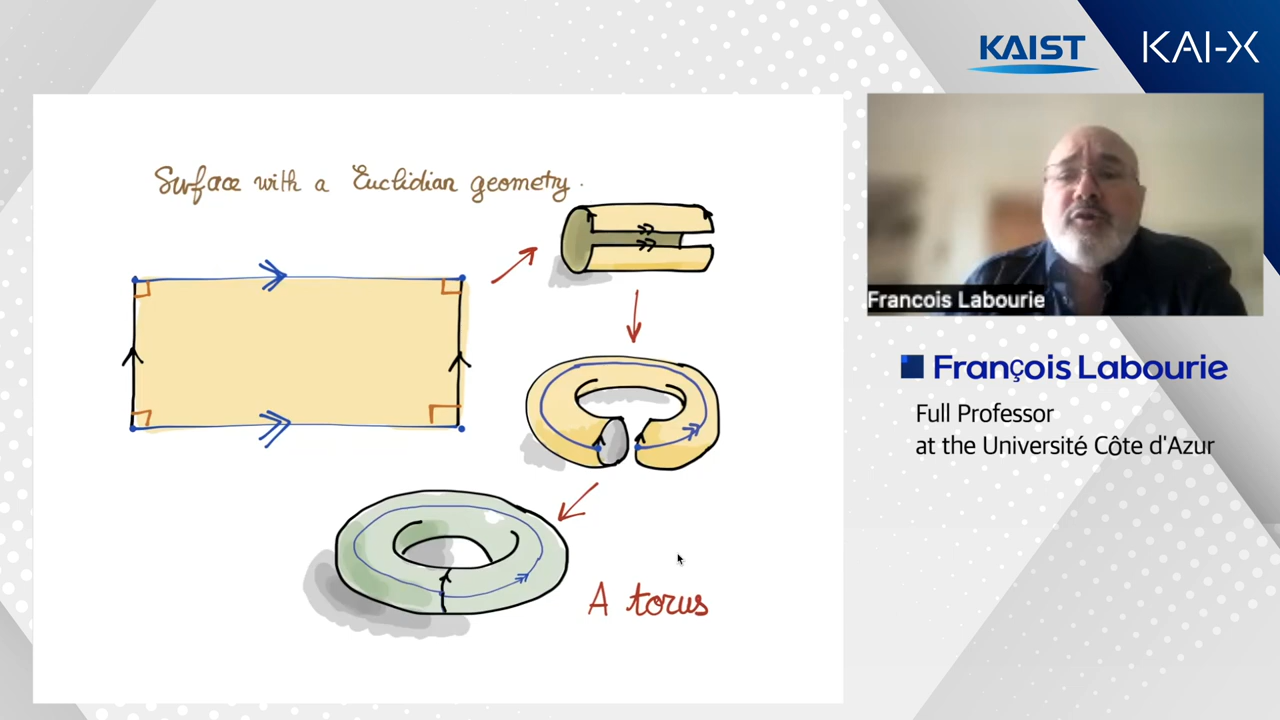 KAIST
KAI-X
Surface with a Euclidian geometry.
A torus
Francois Labourie
François Labourie
Full Professor
at the Université Côte d'Azur